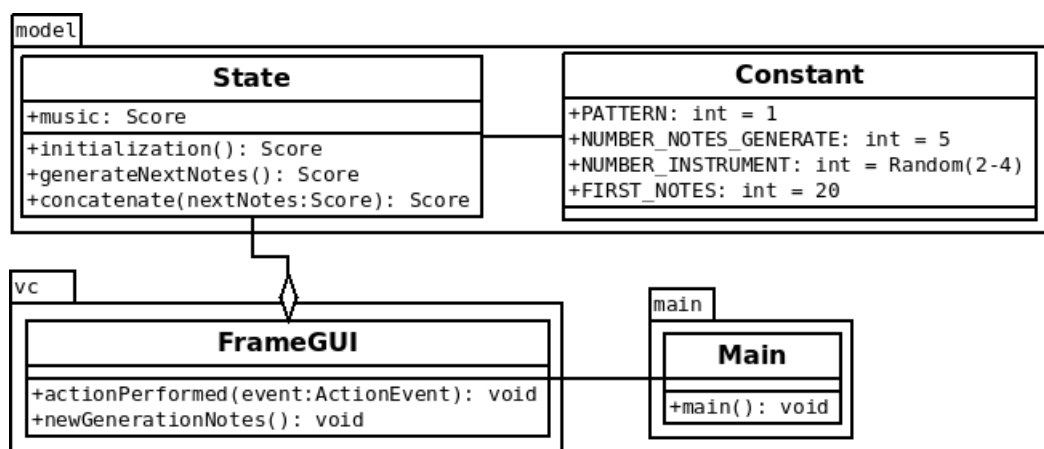 model
State
+music: Score
+initialization(): Score
+generateNextNotes(): Score
+concatenate(nextNotes:Score): Score
Constant
+PATTERN: int = 1
+NUMBER_NOTES_GENERATE: int = 5
+NUMBER_INSTRUMENT: int = Random(2-4)
+FIRST_NOTES: int = 20
vc
FrameGUI
+actionPerformed(event:ActionEvent): void
+newGenerationNotes(): void
main
Main
+main(): void